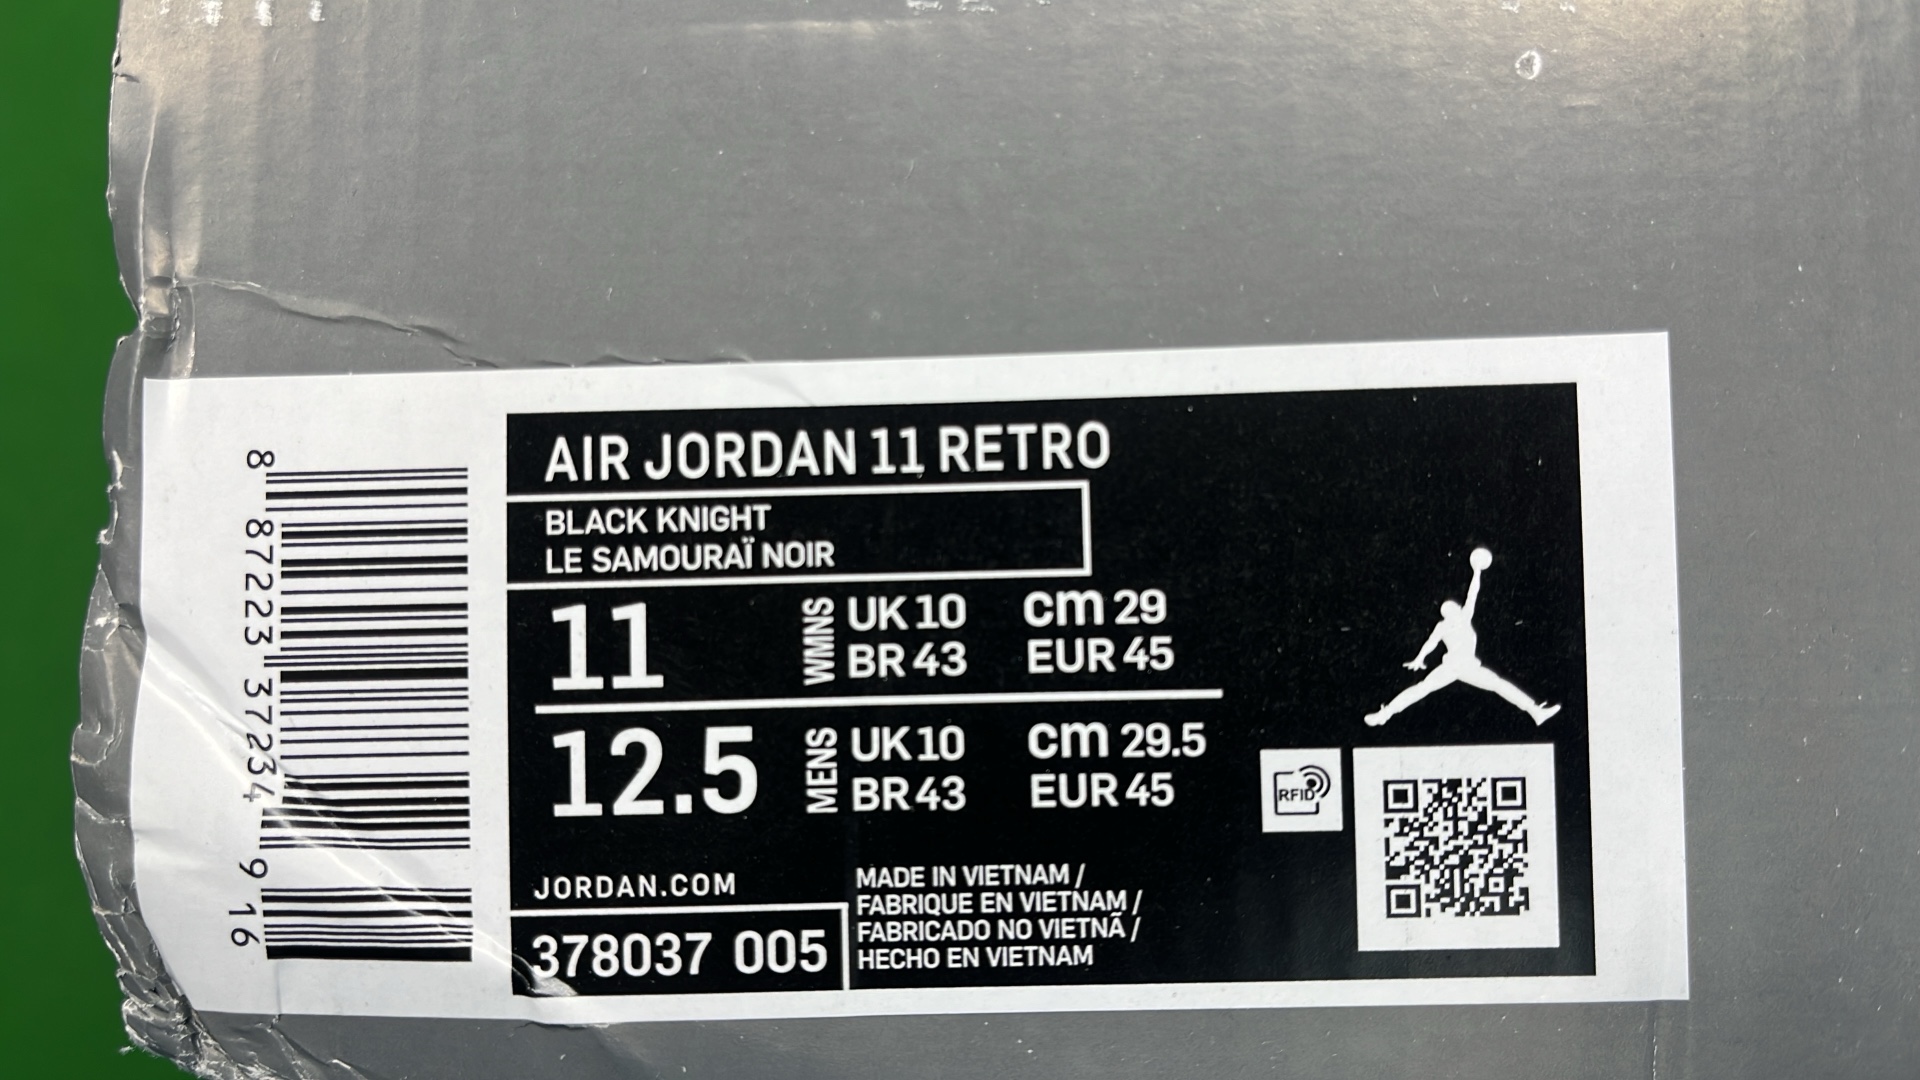 AIR JORDAN 11 RETRO
BLACK KNIGHT
LE SAMOURAÏ NOIR
11 WMNS UK 10 cm 29
BR 43 EUR 45
12.5 MENS UK 10 cm 29.5
BR 43 EUR 45
JORDAN.COM
378037 005
MADE IN VIETNAM /
FABRIQUE EN VIETNAM /
FABRICADO NO VIETNÃ /
HECHO EN VIETNAM
RFID
8 87223 37234 9 16